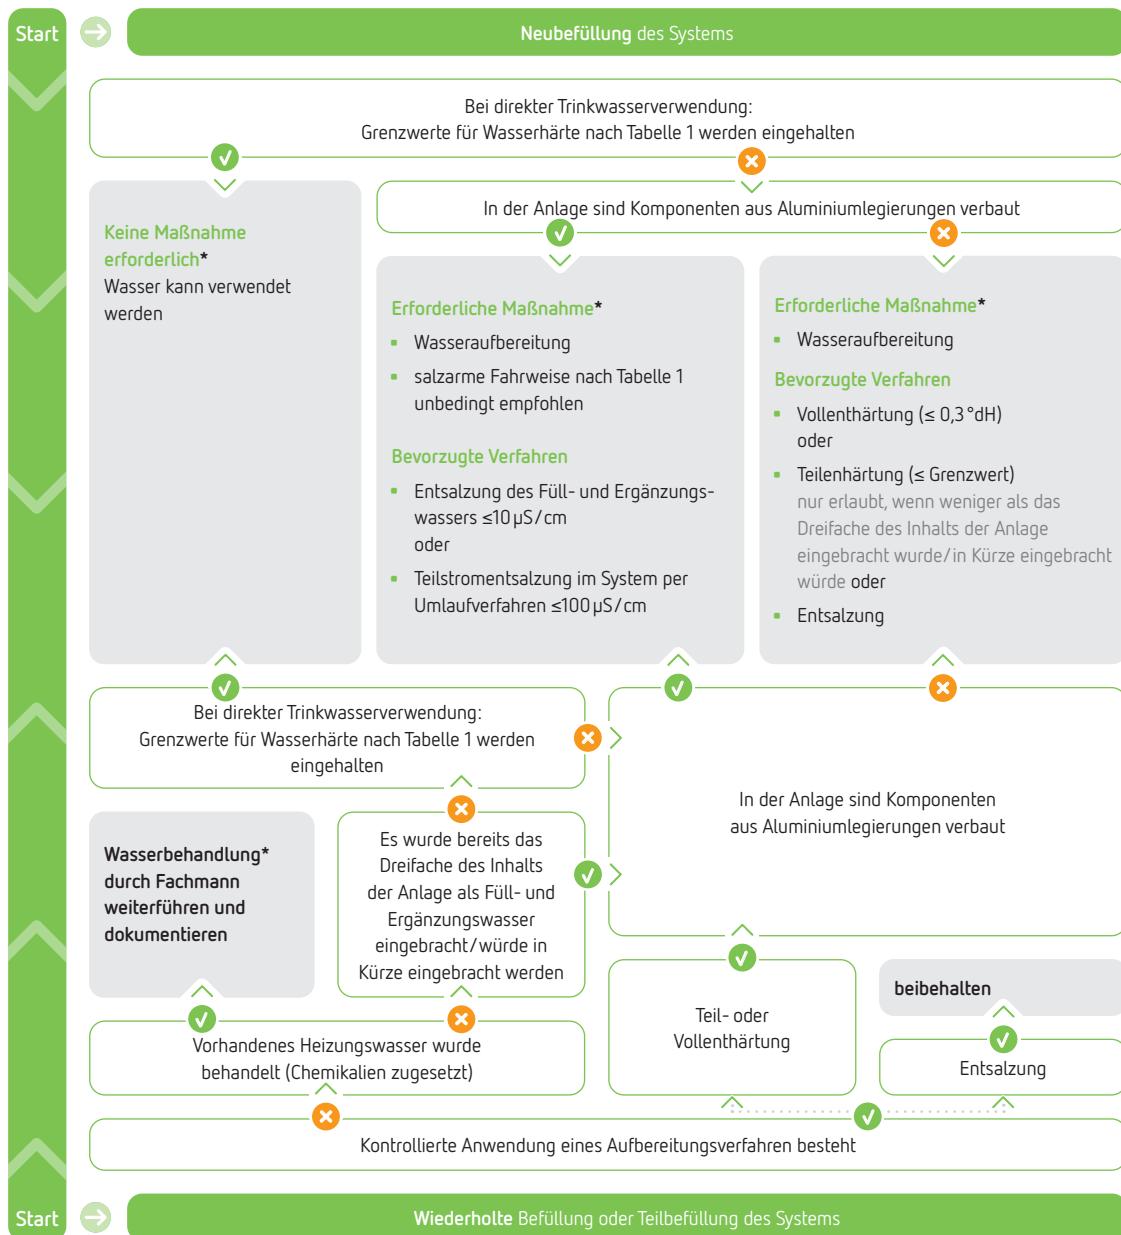 Start
Neubefüllung des Systems
Bei direkter Trinkwasserverwendung:
Grenzwerte für Wasserhärte nach Tabelle 1 werden eingehalten
Keine Maßnahme
erforderlich*
Wasser kann verwendet
werden
In der Anlage sind Komponenten aus Aluminiumlegierungen verbaut
Erforderliche Maßnahme*
▪ Wasseraufbereitung
▪ salzarme Fahrweise nach Tabelle 1
unbedingt empfohlen
Bevorzugte Verfahren
▪ Entsalzung des Füll- und Ergänzungs-
wassers ≤10 µS/cm
oder
▪ Teilstromentsalzung im System per
Umlaufverfahren ≤100 µS/cm
Erforderliche Maßnahme*
▪ Wasseraufbereitung
Bevorzugte Verfahren
▪ Vollenthärtung (≤ 0,3 °dH)
oder
▪ Teilenhärtung (≤ Grenzwert)
nur erlaubt, wenn weniger als das
Dreifache des Inhalts der Anlage
eingebracht wurde/in Kürze eingebracht
würde oder
▪ Entsalzung
Bei direkter Trinkwasserverwendung:
Grenzwerte für Wasserhärte nach Tabelle 1 werden
eingehalten
In der Anlage sind Komponenten
aus Aluminiumlegierungen verbaut
Wasserbehandlung*
durch Fachmann
weiterführen und
dokumentieren
Es wurde bereits das
Dreifache des Inhalts
der Anlage als Füll- und
Ergänzungswasser
eingebracht/würde in
Kürze eingebracht werden
Teil- oder
Vollenthärtung
beibehalten
Entsalzung
Vorhandenes Heizungswasser wurde
behandelt (Chemikalien zugesetzt)
Kontrollierte Anwendung eines Aufbereitungsverfahren besteht
Start
Wiederholte Befüllung oder Teilbefüllung des Systems